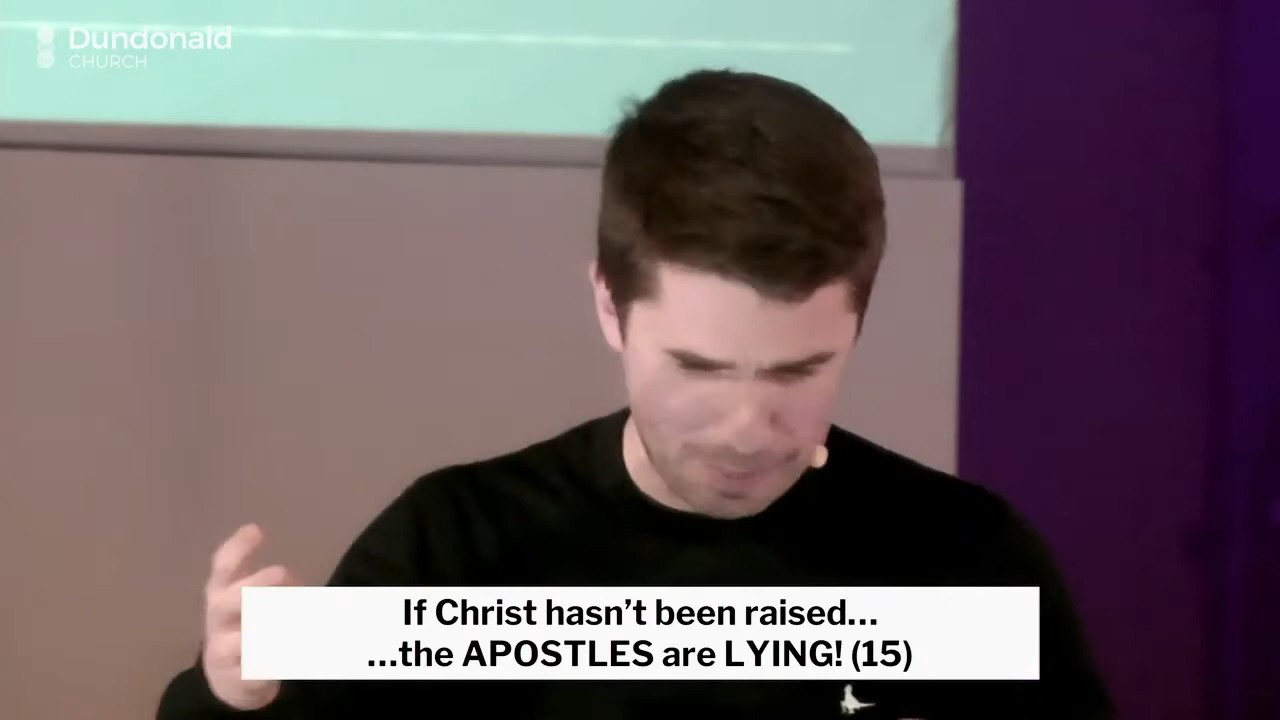 Dundonald
CHURCH
If Christ hasn’t been raised...
...the APOSTLES are LYING! (15)